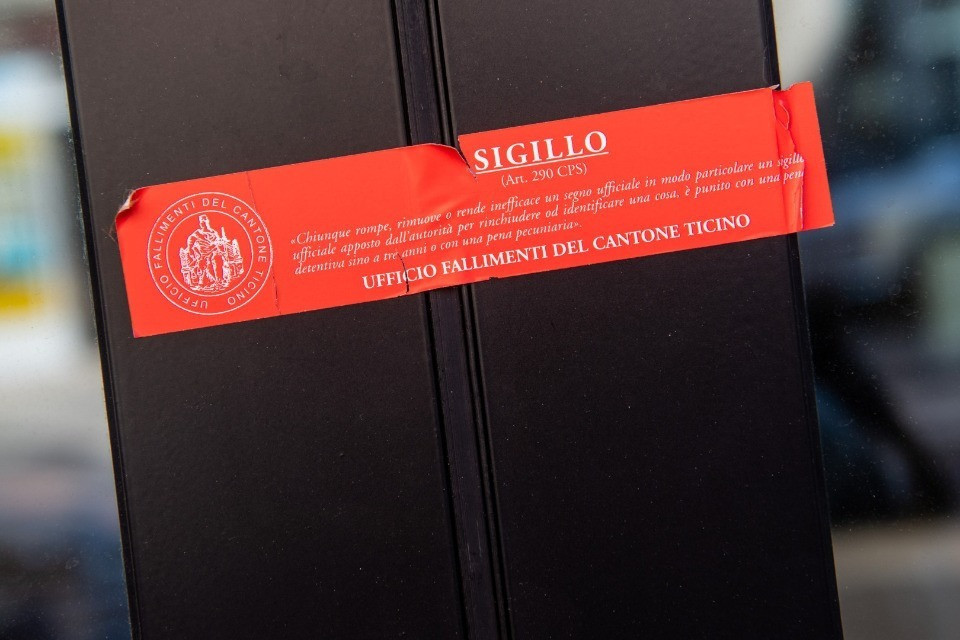 SIGILLO
(Art. 290 CPS)
«Chiunque rompe, rimuove o rende inefficace un segno ufficiale in modo particolare un sigillo
ufficiale apposto dall'autorità per rinchiudere od identificare una cosa, è punito con una pena
detentiva sino a tre anni o con una pena pecuniaria».
UFFICIO FALLIMENTI DEL CANTONE TICINO
UFFICIO FALLIMENTI DEL CANTONE TICINO